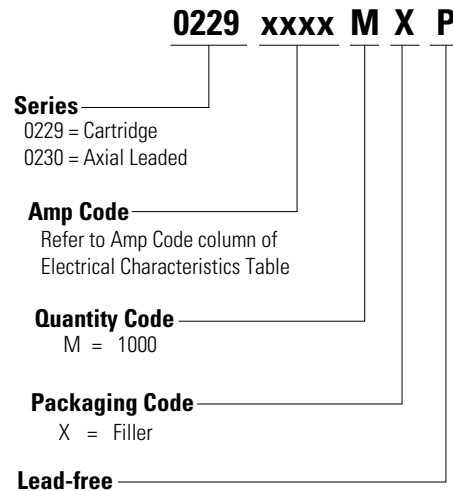 0229 xxxx M X P
Series
0229 = Cartridge
0230 = Axial Leaded
Amp Code
Refer to Amp Code column of
Electrical Characteristics Table
Quantity Code
M = 1000
Packaging Code
X = Filler
Lead-free